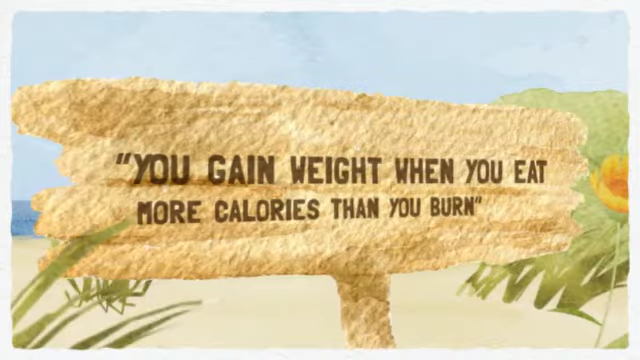 "YOU GAIN WEIGHT WHEN YOU EAT
MORE CALORIES THAN YOU BURN"